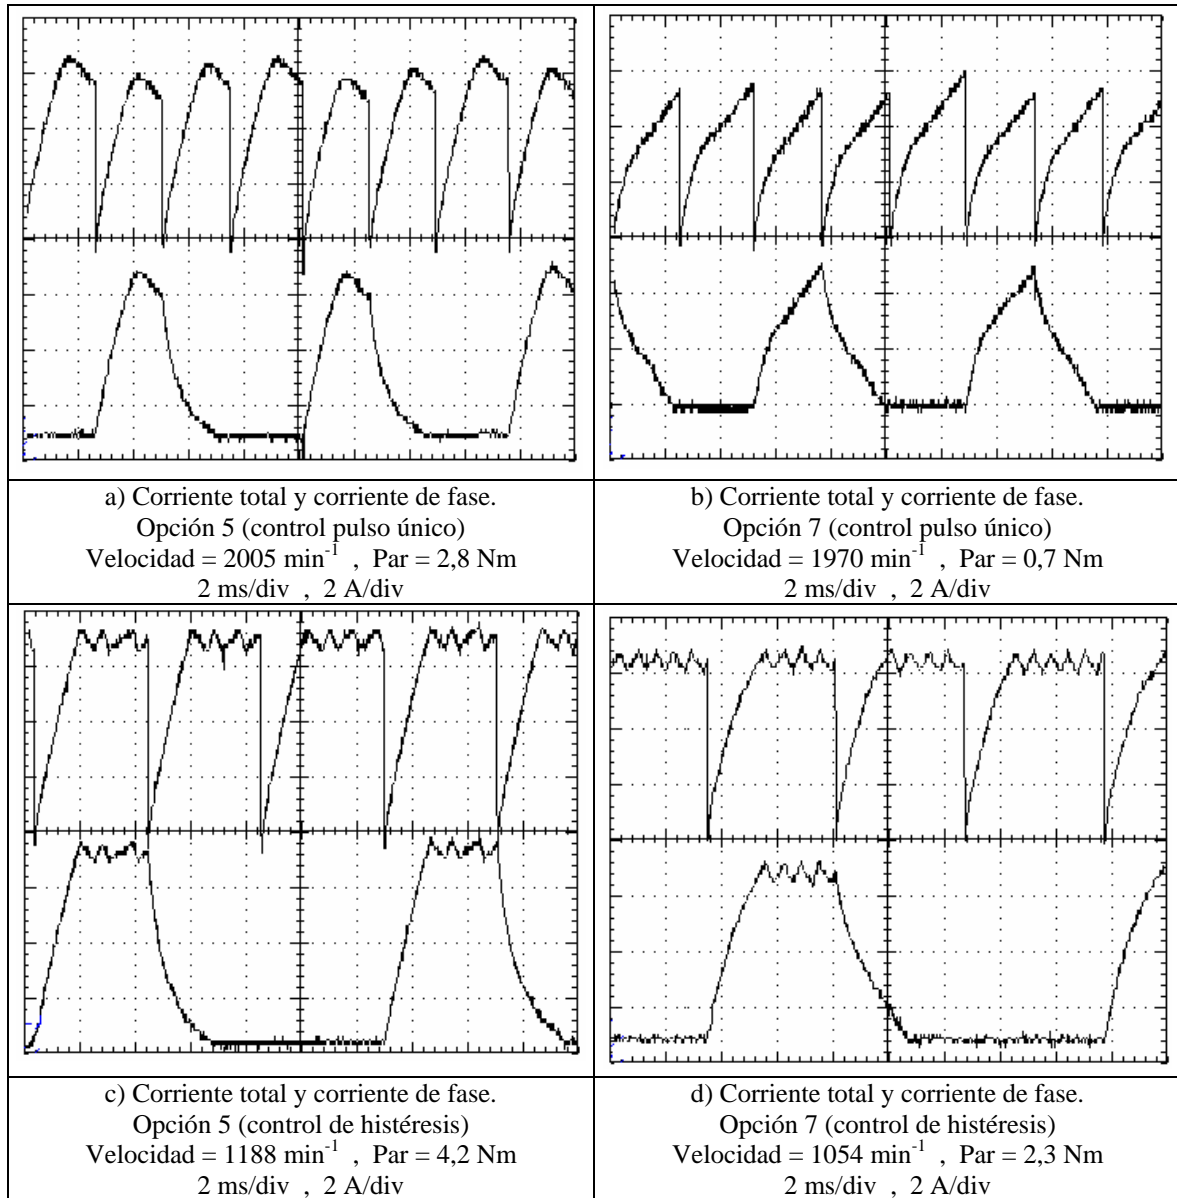 a) Corriente total y corriente de fase.
Opción 5 (control pulso único)
Velocidad = 2005 min-1 , Par = 2,8 Nm
2 ms/div , 2 A/div
b) Corriente total y corriente de fase.
Opción 7 (control pulso único)
Velocidad = 1970 min-1 , Par = 0,7 Nm
2 ms/div , 2 A/div
c) Corriente total y corriente de fase.
Opción 5 (control de histéresis)
Velocidad = 1188 min-1 , Par = 4,2 Nm
2 ms/div , 2 A/div
d) Corriente total y corriente de fase.
Opción 7 (control de histéresis)
Velocidad = 1054 min-1 , Par = 2,3 Nm
2 ms/div , 2 A/div